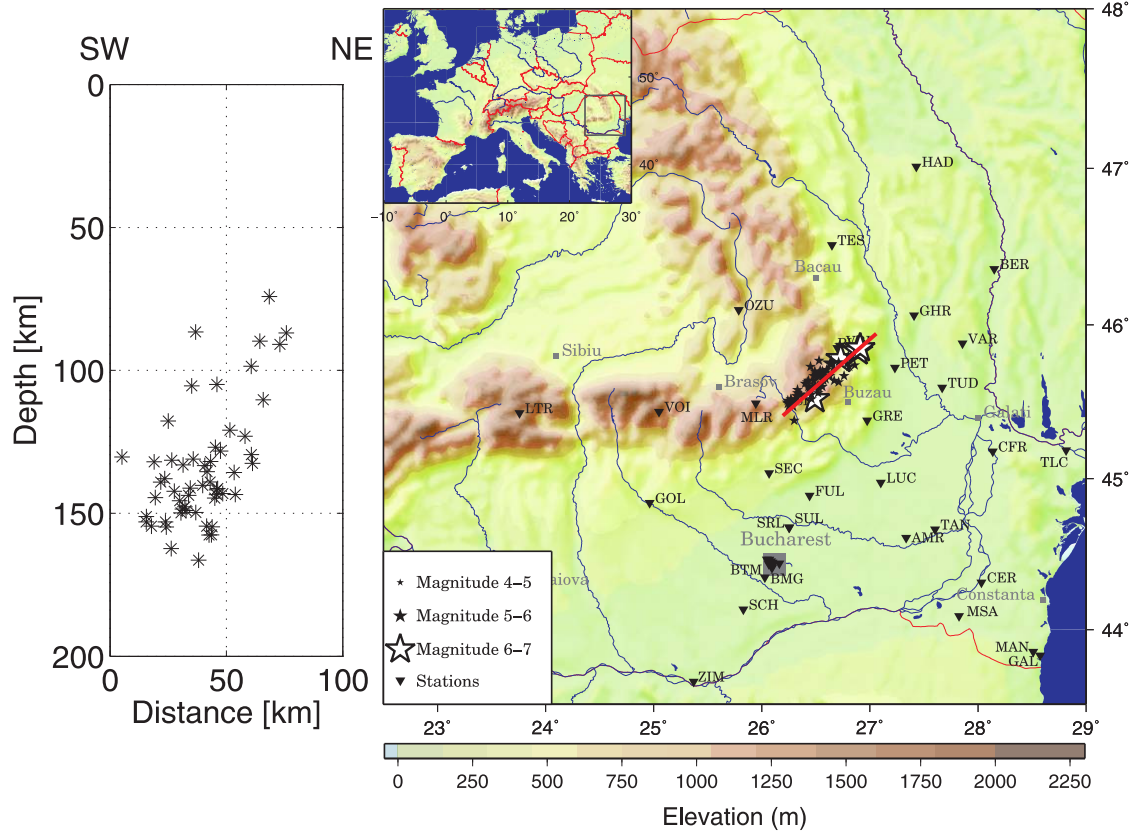 SW NE
0
50
100
150
200
0 50 100
Depth [km]
Distance [km]
50°
40°
−10° 0° 10° 20° 30°
48°
47°
46°
45°
44°
HAD
TES
BER
Bacau
OZU
GHR
VAR
Sibiu
PET
TUD
Brasov
Buzau
LTR
VOI
MLR
GRE
Galati
CFR
TLC
SEC
LUC
FUL
GOL
SRL SUL
TAN
AMR
Bucharest
BTM
BMG
CER
aiova
Constanta
SCH
MSA
MAN
GAL
ZIM
Magnitude 4−5
Magnitude 5−6
Magnitude 6−7
Stations
23° 24° 25° 26° 27° 28° 29°
0 250 500 750 1000 1250 1500 1750 2000 2250
Elevation (m)